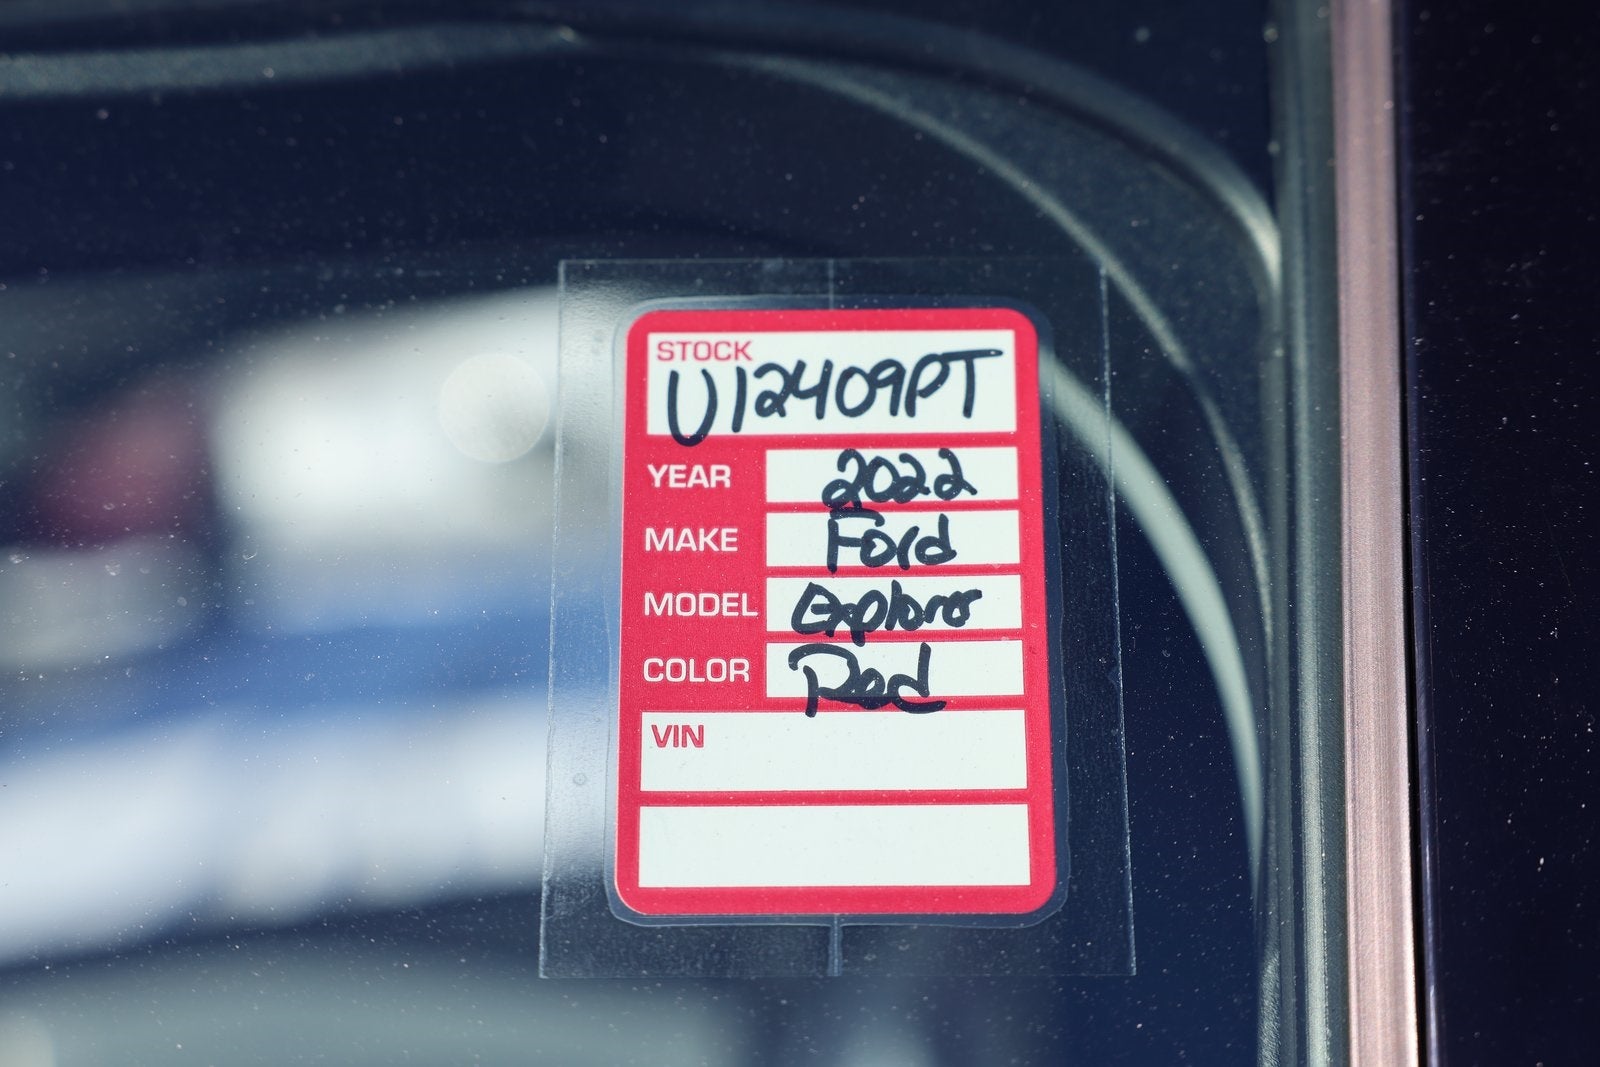 STOCK
U12409PT
YEAR 2022
MAKE Ford
MODEL Explorer
COLOR Red
VIN